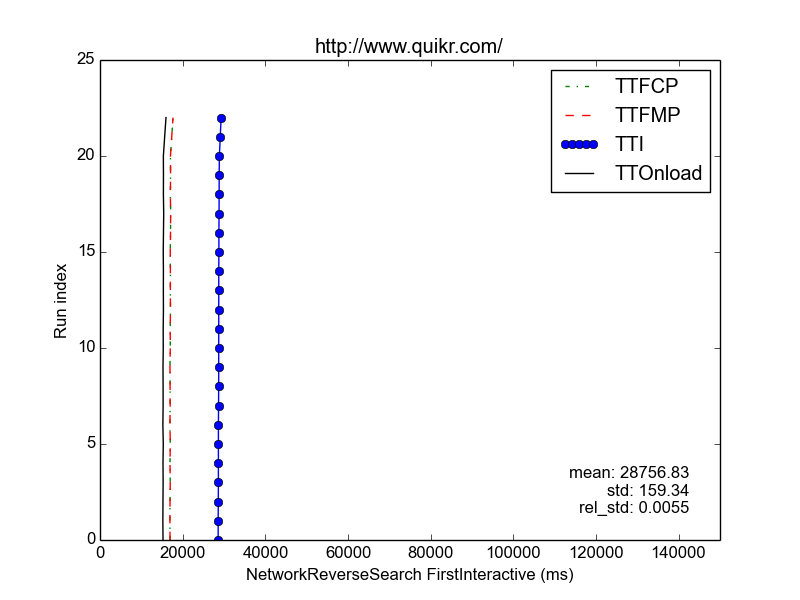 http://www.quikr.com/
25
20
15
10
5
0
Run index
TTFCP
TTFMP
TTI
TTOnload
mean: 28756.83
std: 159.34
rel_std: 0.0055
0 20000 40000 60000 80000 100000 120000 140000
NetworkReverseSearch FirstInteractive (ms)